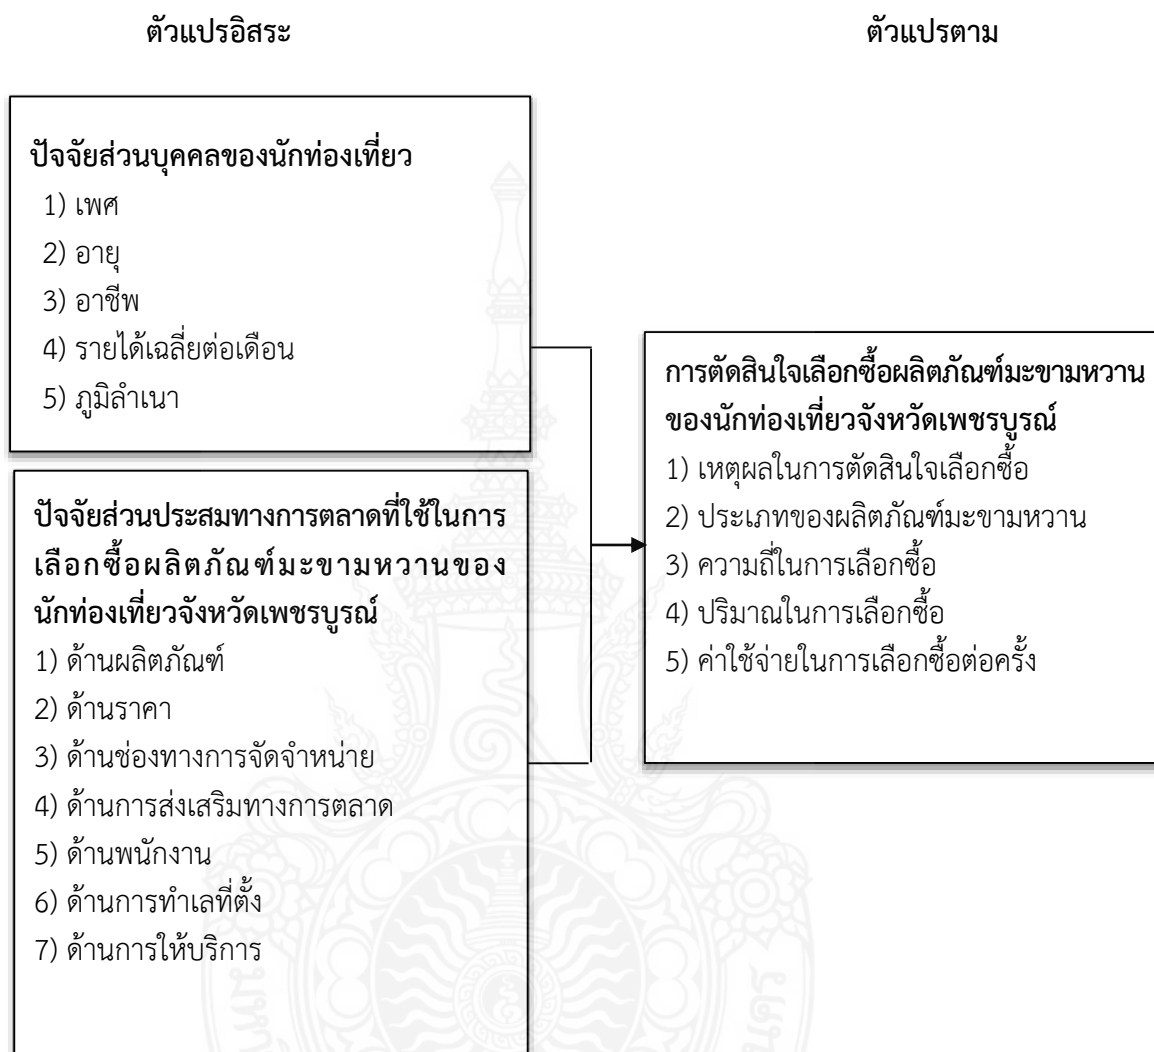 ตัวแปรอิสระ
ตัวแปรตาม
ปัจจัยส่วนบุคคลของนักท่องเที่ยว
1) เพศ
2) อายุ
3) อาชีพ
4) รายได้เฉลี่ยต่อเดือน
5) ภูมิลำเนา
ปัจจัยส่วนประสมทางการตลาดที่ใช้ในการ
เลือกซื้อผลิตภัณฑ์มะขามหวานของ
นักท่องเที่ยวจังหวัดเพชรบูรณ์
1) ด้านผลิตภัณฑ์
2) ด้านราคา
3) ด้านช่องทางการจัดจำหน่าย
4) ด้านการส่งเสริมทางการตลาด
5) ด้านพนักงาน
6) ด้านการทำเลที่ตั้ง
7) ด้านการให้บริการ
การตัดสินใจเลือกซื้อผลิตภัณฑ์มะขามหวาน
ของนักท่องเที่ยวจังหวัดเพชรบูรณ์
1) เหตุผลในการตัดสินใจเลือกซื้อ
2) ประเภทของผลิตภัณฑ์มะขามหวาน
3) ความถี่ในการเลือกซื้อ
4) ปริมาณในการเลือกซื้อ
5) ค่าใช้จ่ายในการเลือกซื้อต่อครั้ง